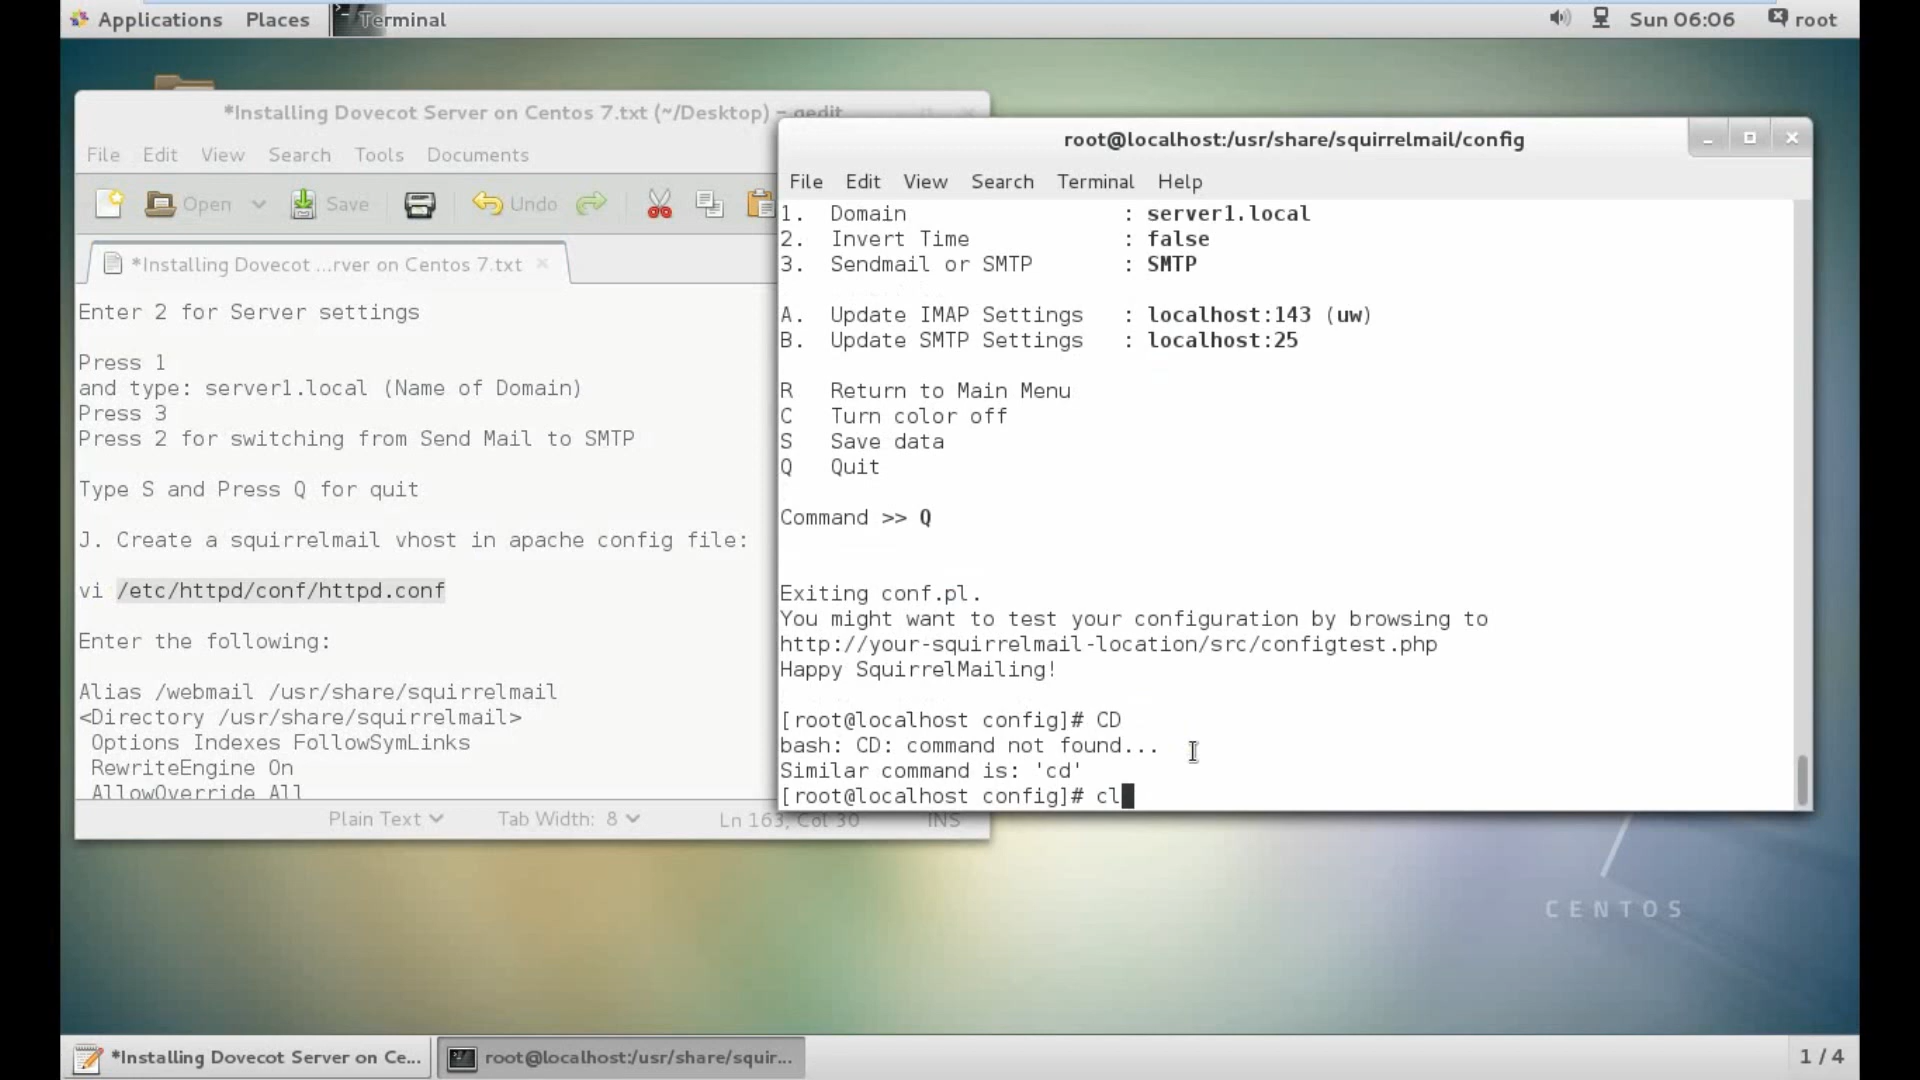 Applications Places Terminal Sun 06:06 root
*Installing Dovecot Server on Centos 7.txt (~/Desktop) - gedit
File Edit View Search Tools Documents
Open Save Undo
*Installing Dovecot ...rver on Centos 7.txt
Enter 2 for Server settings
Press 1
and type: server1.local (Name of Domain)
Press 3
Press 2 for switching from Send Mail to SMTP
Type S and Press Q for quit
J. Create a squirrelmail vhost in apache config file:
vi /etc/httpd/conf/httpd.conf
Enter the following:
Alias /webmail /usr/share/squirrelmail
<Directory /usr/share/squirrelmail>
Options Indexes FollowSymLinks
RewriteEngine On
AllowOverride All
Plain Text Tab Width: 8 Ln 163, Col 30 INS
root@localhost:/usr/share/squirrelmail/config
File Edit View Search Terminal Help
1. Domain : server1.local
2. Invert Time : false
3. Sendmail or SMTP : SMTP
A. Update IMAP Settings : localhost:143 (uw)
B. Update SMTP Settings : localhost:25
R Return to Main Menu
C Turn color off
S Save data
Q Quit
Command >> Q
Exiting conf.pl.
You might want to test your configuration by browsing to
http://your-squirrelmail-location/src/configtest.php
Happy SquirrelMailing!
[root@localhost config]# CD
bash: CD: command not found...
Similar command is: 'cd'
[root@localhost config]# cl
CENTOS
*Installing Dovecot Server on Ce... root@localhost:/usr/share/squir... 1 / 4